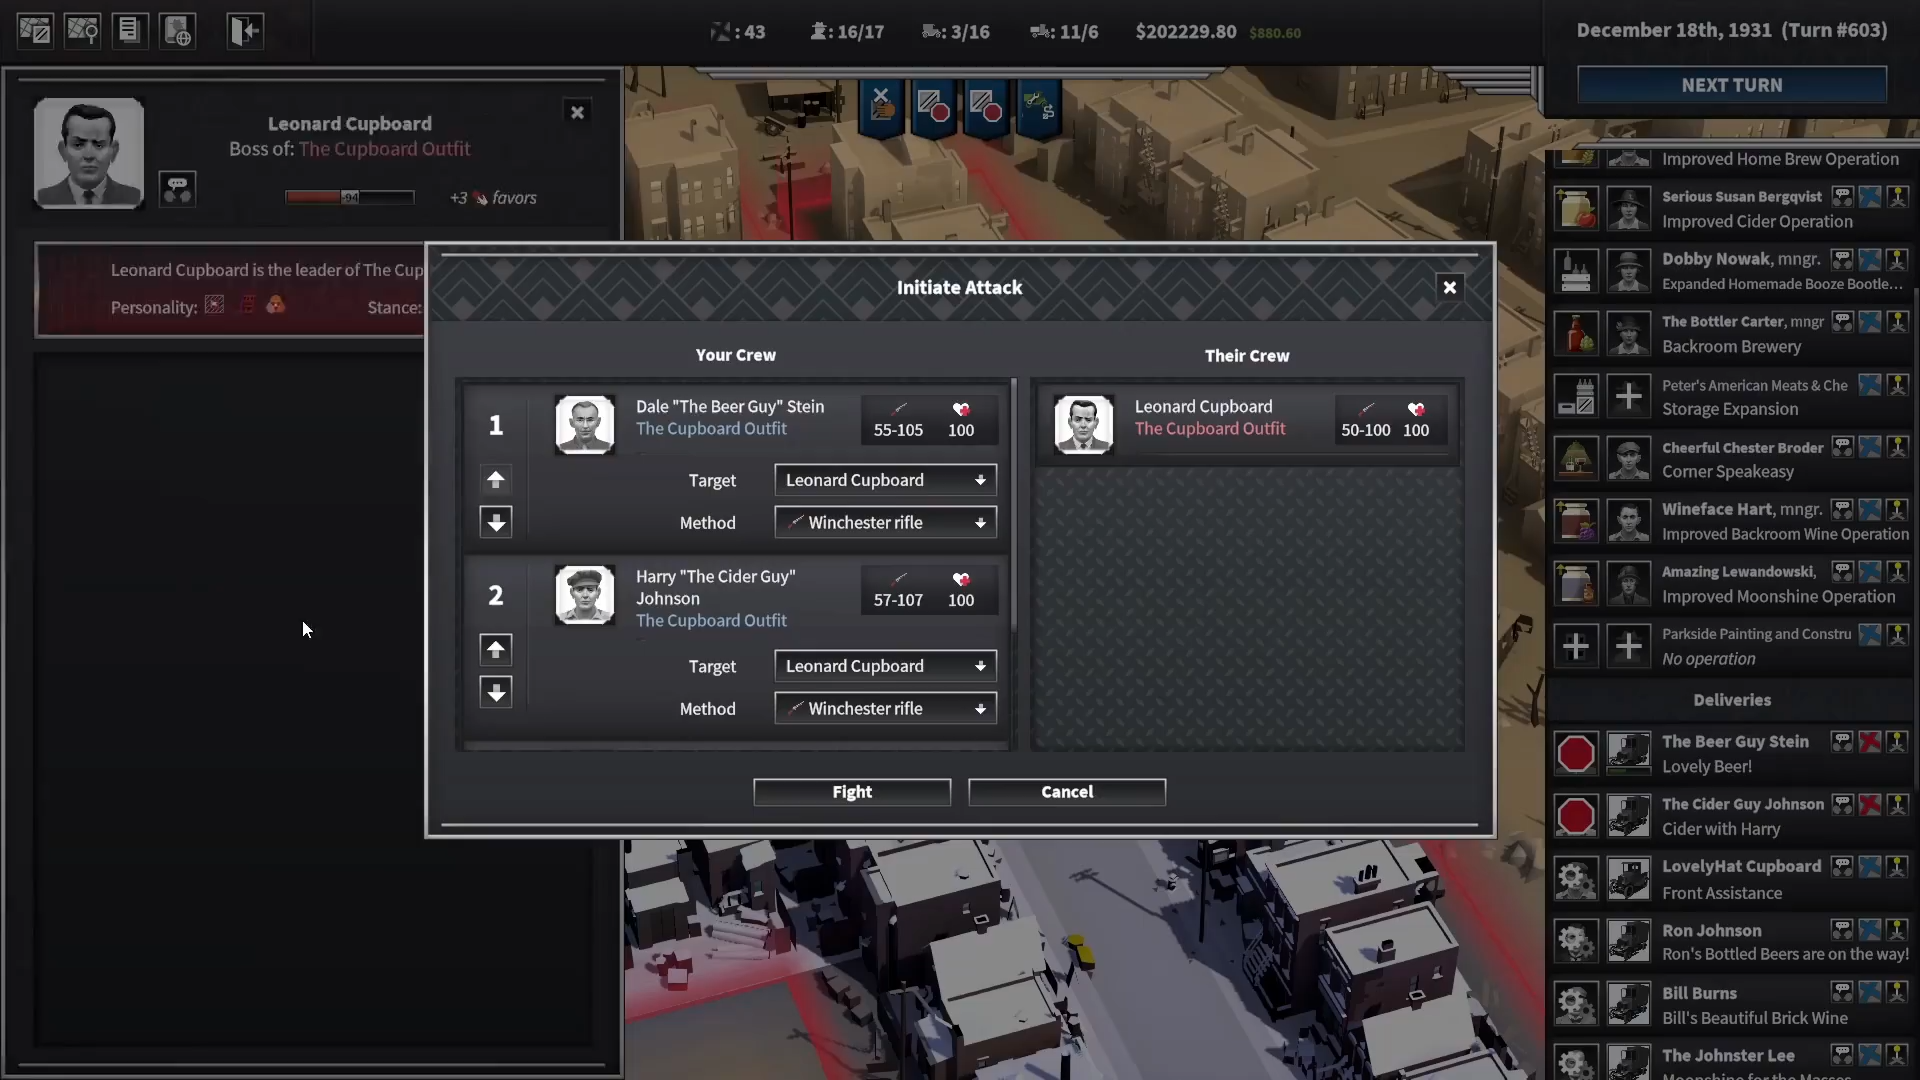 : 43
: 16/17
: 3/16
: 11/6
$202229.80
$880.60
December 18th, 1931 (Turn #603)
NEXT TURN
Leonard Cupboard
Boss of: The Cupboard Outfit
-94
+3 favors
Leonard Cupboard is the leader of The Cup
Personality:
Stance:
Initiate Attack
Your Crew
Their Crew
1
Dale "The Beer Guy" Stein
The Cupboard Outfit
55-105
100
Target
Leonard Cupboard
Method
Winchester rifle
2
Harry "The Cider Guy"
Johnson
The Cupboard Outfit
57-107
100
Target
Leonard Cupboard
Method
Winchester rifle
Leonard Cupboard
The Cupboard Outfit
50-100
100
Fight
Cancel
Improved Home Brew Operation
Serious Susan Bergqvist
Improved Cider Operation
Dobby Nowak, mngr.
Expanded Homemade Booze Bootle...
The Bottler Carter, mngr
Backroom Brewery
Peter's American Meats & Che
Storage Expansion
Cheerful Chester Broder
Corner Speakeasy
Wineface Hart, mngr.
Improved Backroom Wine Operation
Amazing Lewandowski,
Improved Moonshine Operation
Parkside Painting and Constru
No operation
Deliveries
The Beer Guy Stein
Lovely Beer!
The Cider Guy Johnson
Cider with Harry
LovelyHat Cupboard
Front Assistance
Ron Johnson
Ron's Bottled Beers are on the way!
Bill Burns
Bill's Beautiful Brick Wine
The Johnster Lee
Moonshine for the Masses